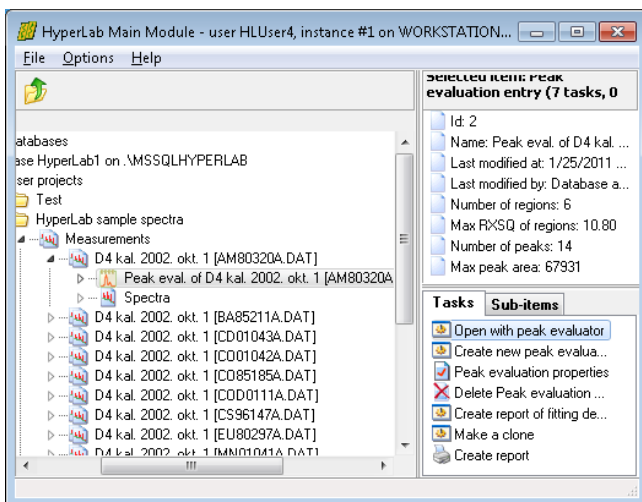 HyperLab Main Module - user HLUser4, instance #1 on WORKSTATION...
File Options Help
Selected item: Peak
evaluation entry (7 tasks, 0
Id: 2
Name: Peak eval. of D4 kal. ...
Last modified at: 1/25/2011 ...
Last modified by: Database a...
Number of regions: 6
Max RXSQ of regions: 10.80
Number of peaks: 14
Max peak area: 67931
atabases
ase HyperLab1 on .\MSSQLHYPERLAB
ser projects
Test
HyperLab sample spectra
Measurements
D4 kal. 2002. okt. 1 [AM80320A.DAT]
Peak eval. of D4 kal. 2002. okt. 1 [AM80320A
Spectra
D4 kal. 2002. okt. 1 [BA85211A.DAT]
D4 kal. 2002. okt. 1 [CD01043A.DAT]
D4 kal. 2002. okt. 1 [CO01042A.DAT]
D4 kal. 2002. okt. 1 [CO85185A.DAT]
D4 kal. 2002. okt. 1 [COD0111A.DAT]
D4 kal. 2002. okt. 1 [CS96147A.DAT]
D4 kal. 2002. okt. 1 [EU80297A.DAT]
D4 kal. 2002. okt. 1 [MN01041A.DAT]
Tasks Sub-items
Open with peak evaluator
Create new peak evalua...
Peak evaluation properties
Delete Peak evaluation ...
Create report of fitting de...
Make a clone
Create report